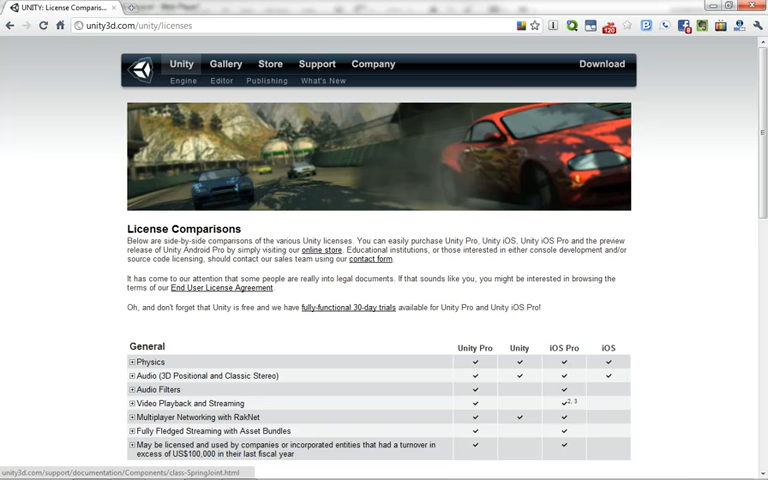 UNITY: License Comparis...
unity3d.com/unity/licenses
120
6
Unity Gallery Store Support Company Download
Engine Editor Publishing What's New
License Comparisons
Below are side-by-side comparisons of the various Unity licenses. You can easily purchase Unity Pro, Unity iOS, Unity iOS Pro and the preview
release of Unity Android Pro by simply visiting our online store. Educational institutions, or those interested in either console development and/or
source code licensing, should contact our sales team using our contact form.
It has come to our attention that some people are really into legal documents. If that sounds like you, you might be interested in browsing the
terms of our End User License Agreement.
Oh, and don't forget that Unity is free and we have fully-functional 30-day trials available for Unity Pro and Unity iOS Pro!
General Unity Pro Unity iOS Pro iOS
Physics
Audio (3D Positional and Classic Stereo)
Audio Filters
Video Playback and Streaming 2, 3
Multiplayer Networking with RakNet
Fully Fledged Streaming with Asset Bundles
May be licensed and used by companies or incorporated entities that had a turnover in
excess of US$100,000 in their last fiscal year
unity3d.com/support/documentation/Components/class-SpringJoint.html